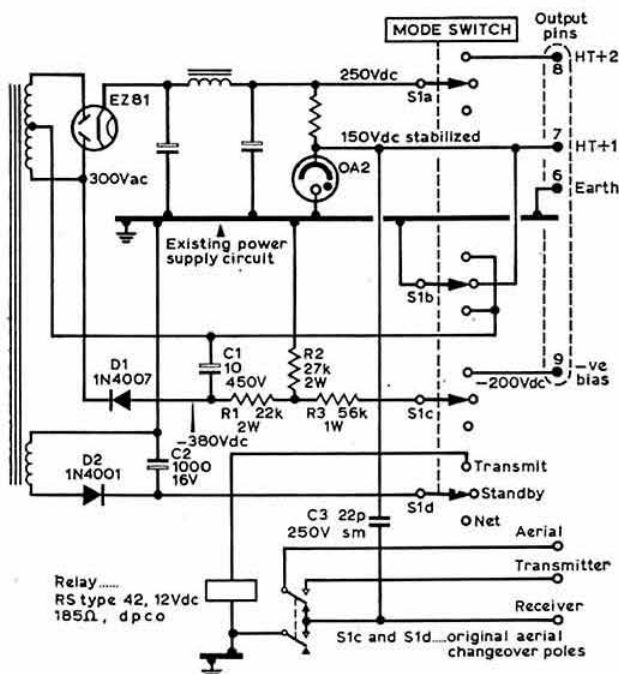 MODE SWITCH
Output
pins
EZ81
250Vdc
S1a
8
HT+2
150Vdc stabilized
7
HT+1
OA2
300Vac
6
Earth
Existing power
supply circuit
S1b
D1
1N4007
C1
10
450V
R2
27k
2W
9
-ve
bias
-200Vdc
R1
22k
2W
R3
56k
1W
S1c
-380Vdc
D2
1N4001
C2
1000
16V
Transmit
S1d
Standby
Net
C3 22p
250V sm
Aerial
Transmitter
Receiver
Relay......
RS type 42, 12Vdc
185Ω, dpco
S1c and S1d....original aerial
changeover poles